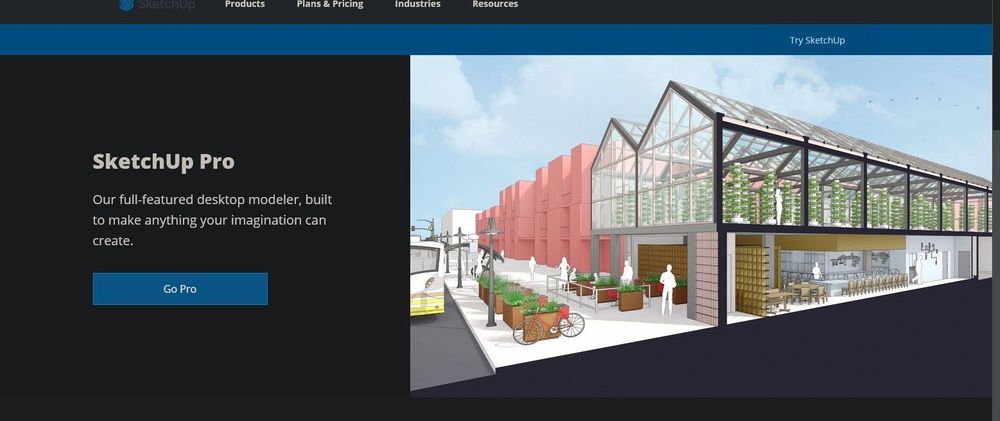 SketchUp
Products Plans & Pricing Industries Resources
Try SketchUp
SketchUp Pro
Our full-featured desktop modeler, built
to make anything your imagination can
create.
Go Pro